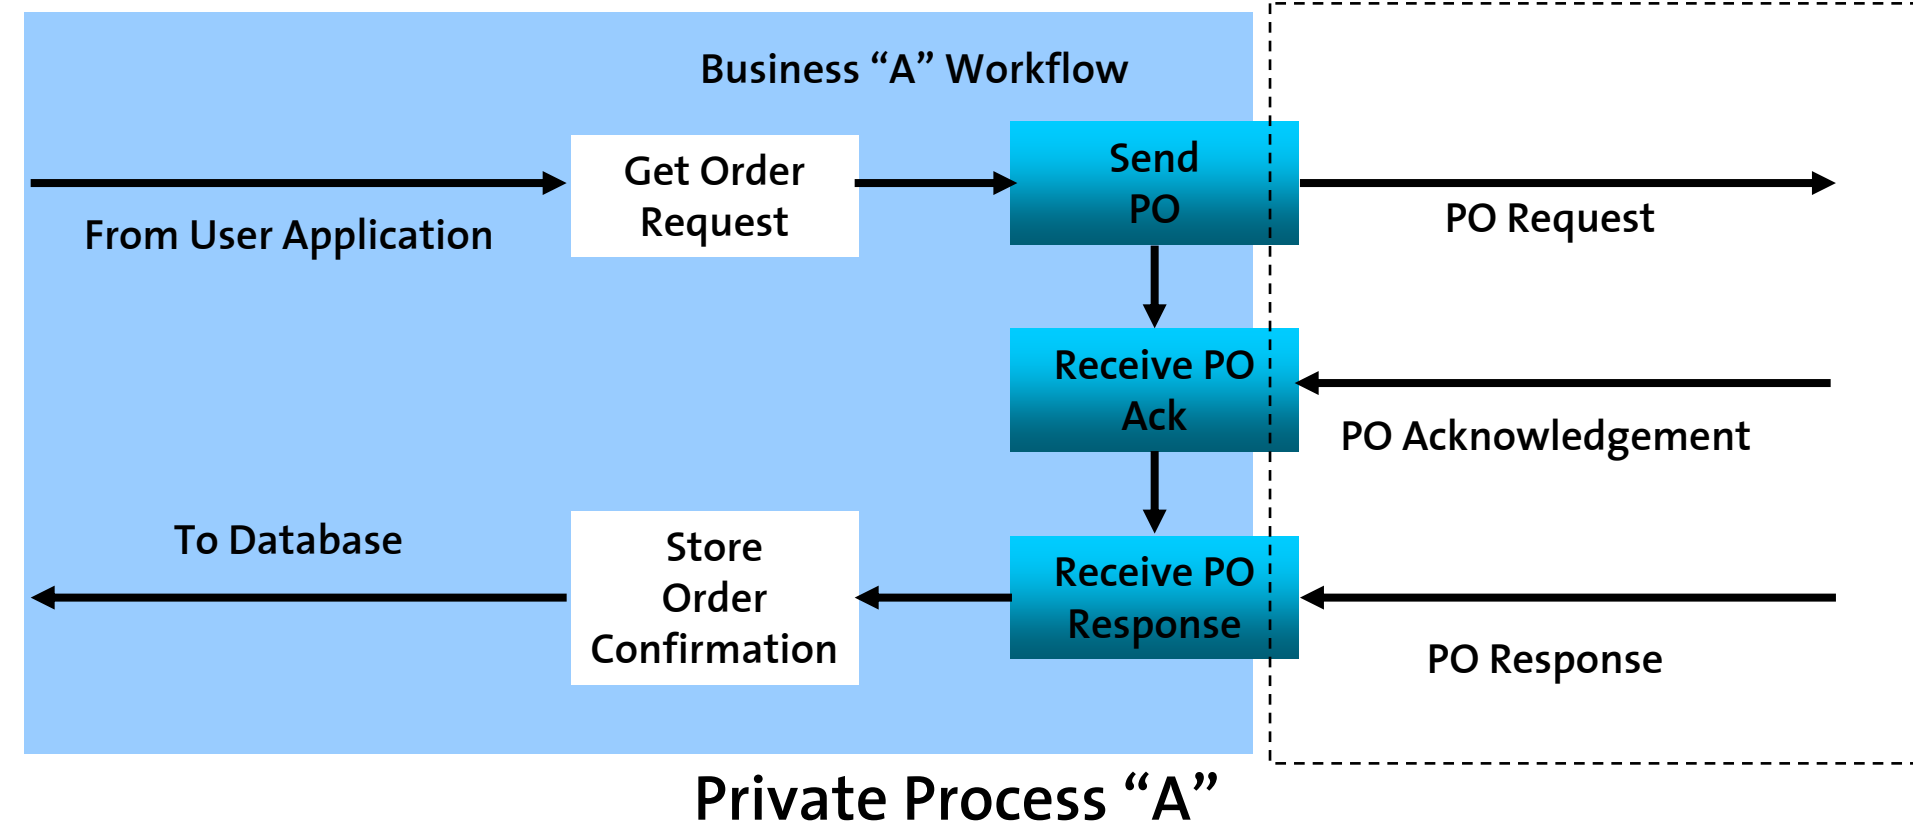 Business “A” Workflow
Get Order
Request
Send
PO
From User Application
PO Request
Receive PO
Ack
PO Acknowledgement
To Database
Store
Order
Confirmation
Receive PO
Response
PO Response
Private Process “A”